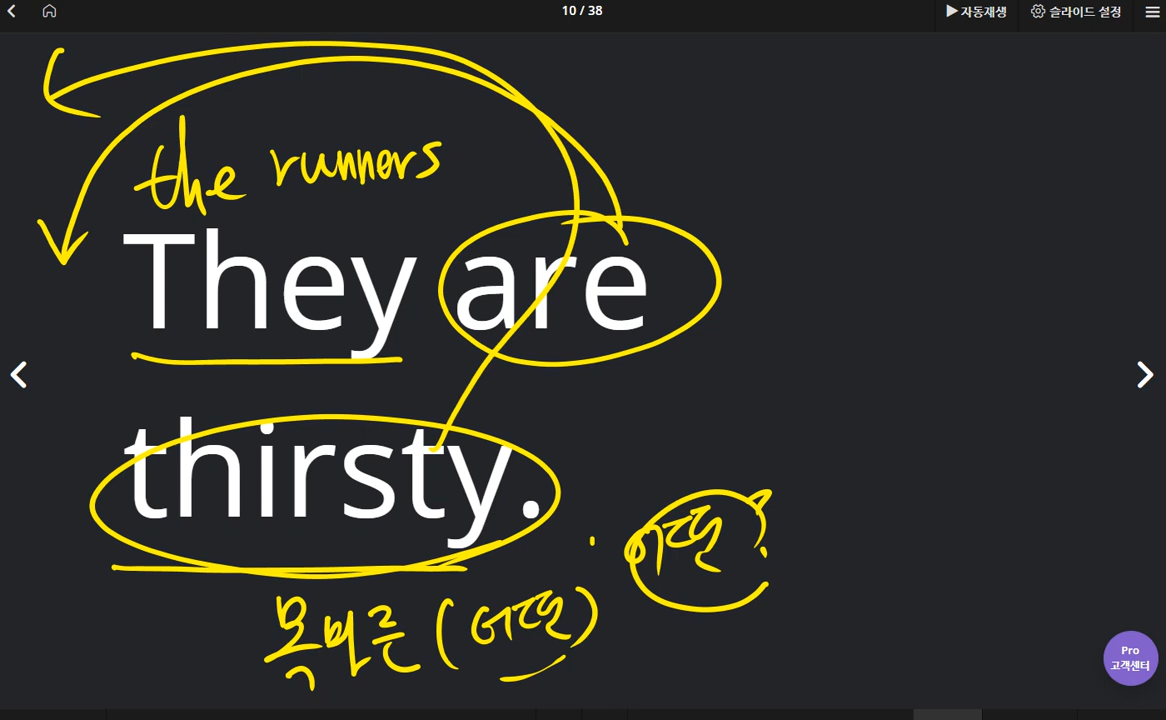 10 / 38
▶ 자동재생
슬라이드 설정
the runners
They are
thirsty.
어떤?
목마른 (어떤)
Pro
고객센터